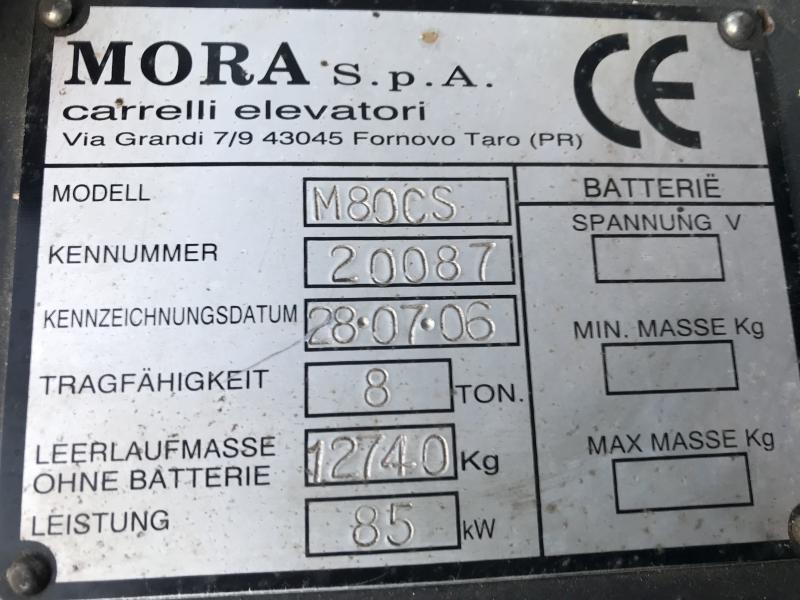 MORA S.p.A.
carrelli elevatori
Via Grandi 7/9 43045 Fornovo Taro (PR)
CE
MODELL M80CS
KENNUMMER 20087
KENNZEICHNUNGSDATUM 28·07·06
TRAGFÄHIGKEIT 8 TON.
LEERLAUFMASSE
OHNE BATTERIE 12740 Kg
LEISTUNG 85 kW
BATTERIË
SPANNUNG V
MIN. MASSE Kg
MAX MASSE Kg